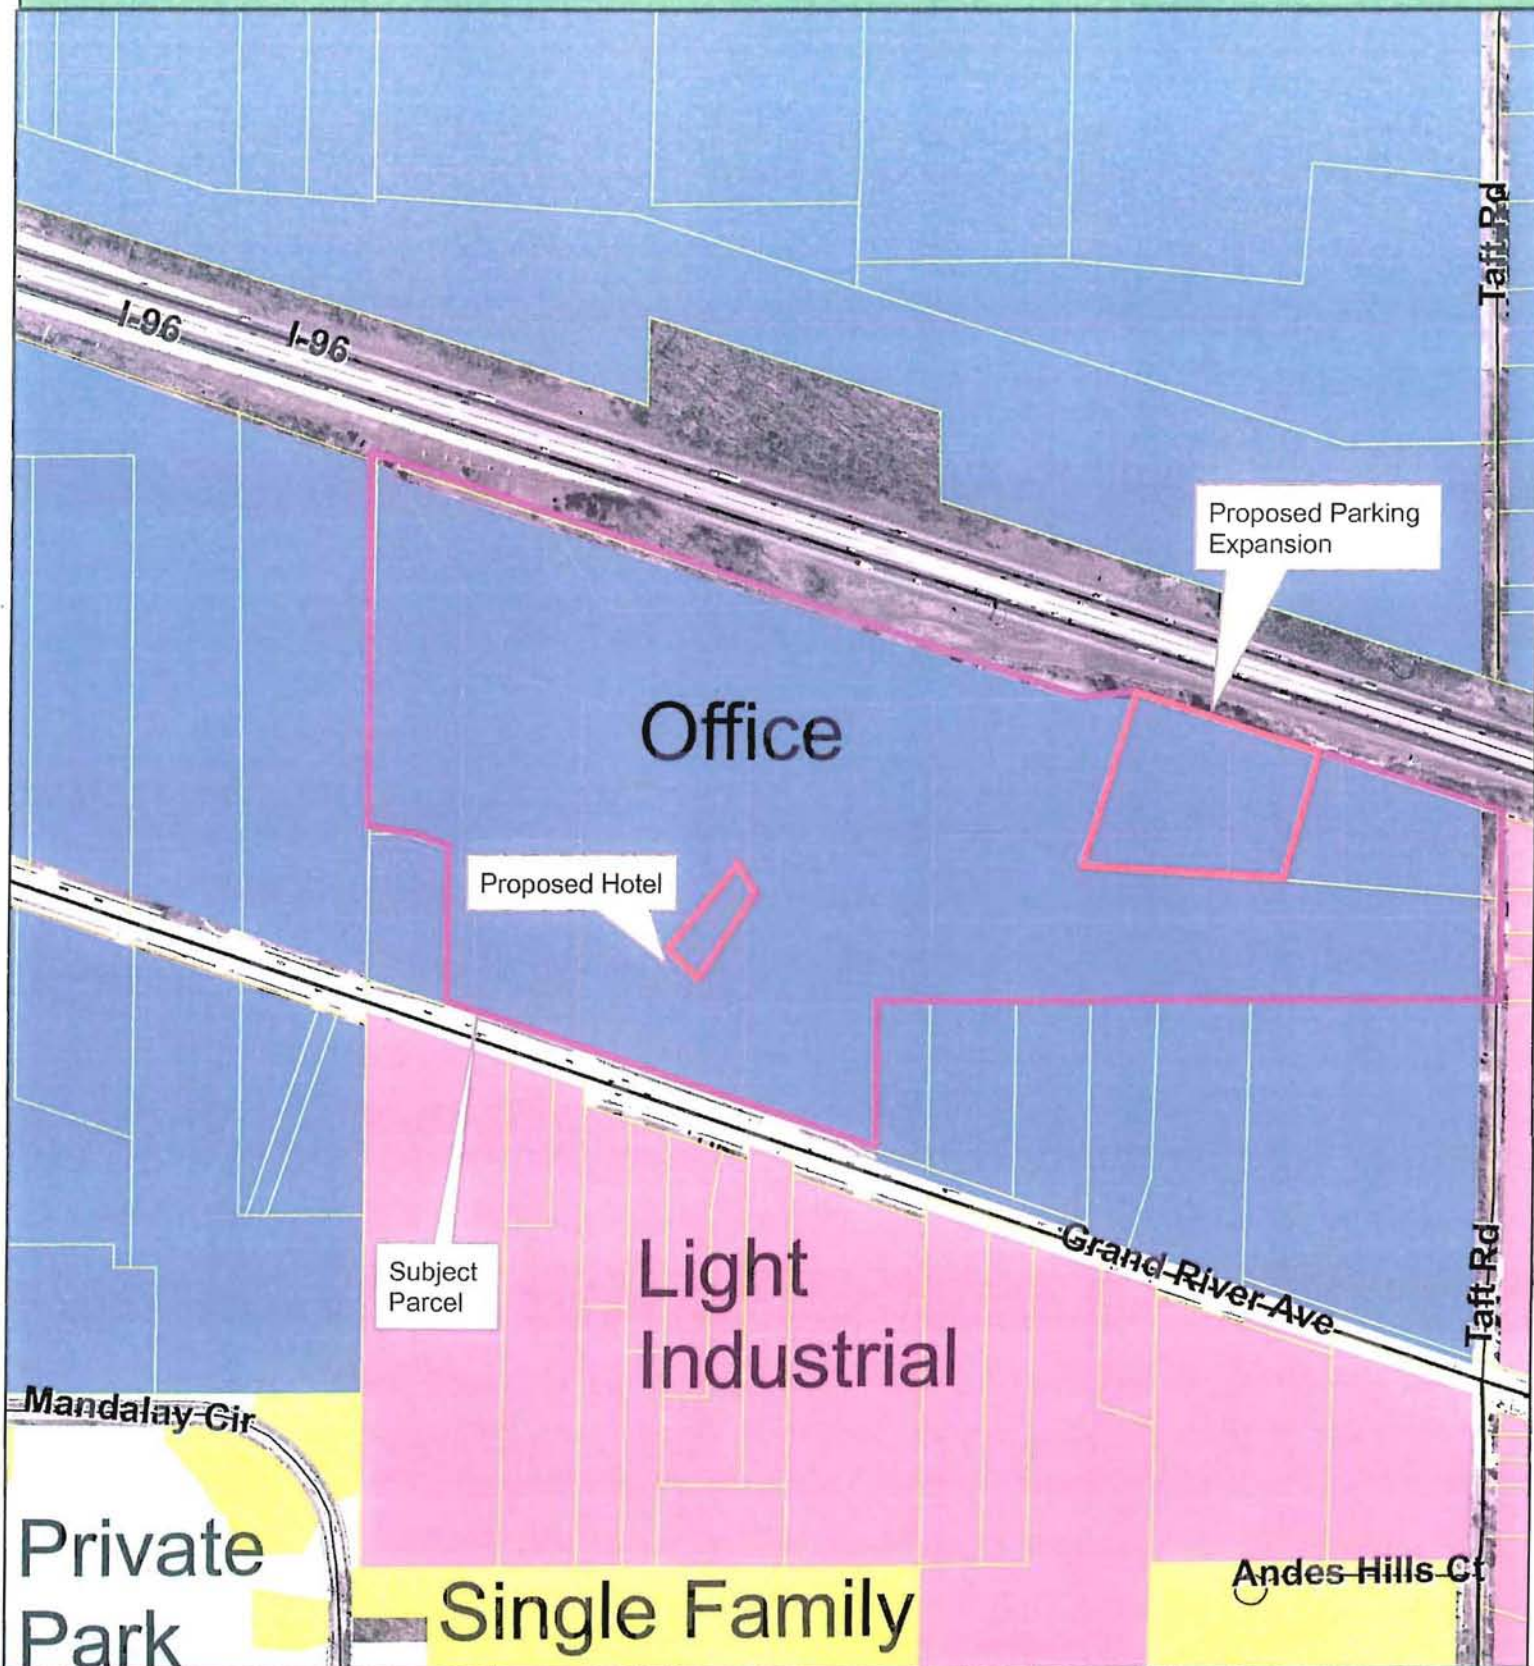 Taft Rd
I-96
I-96
Proposed Parking
Expansion
Office
Proposed Hotel
Subject
Parcel
Light
Industrial
Grand River Ave
Taft Rd
Mandalay Cir
Private
Park
Single Family
Andes Hills Ct